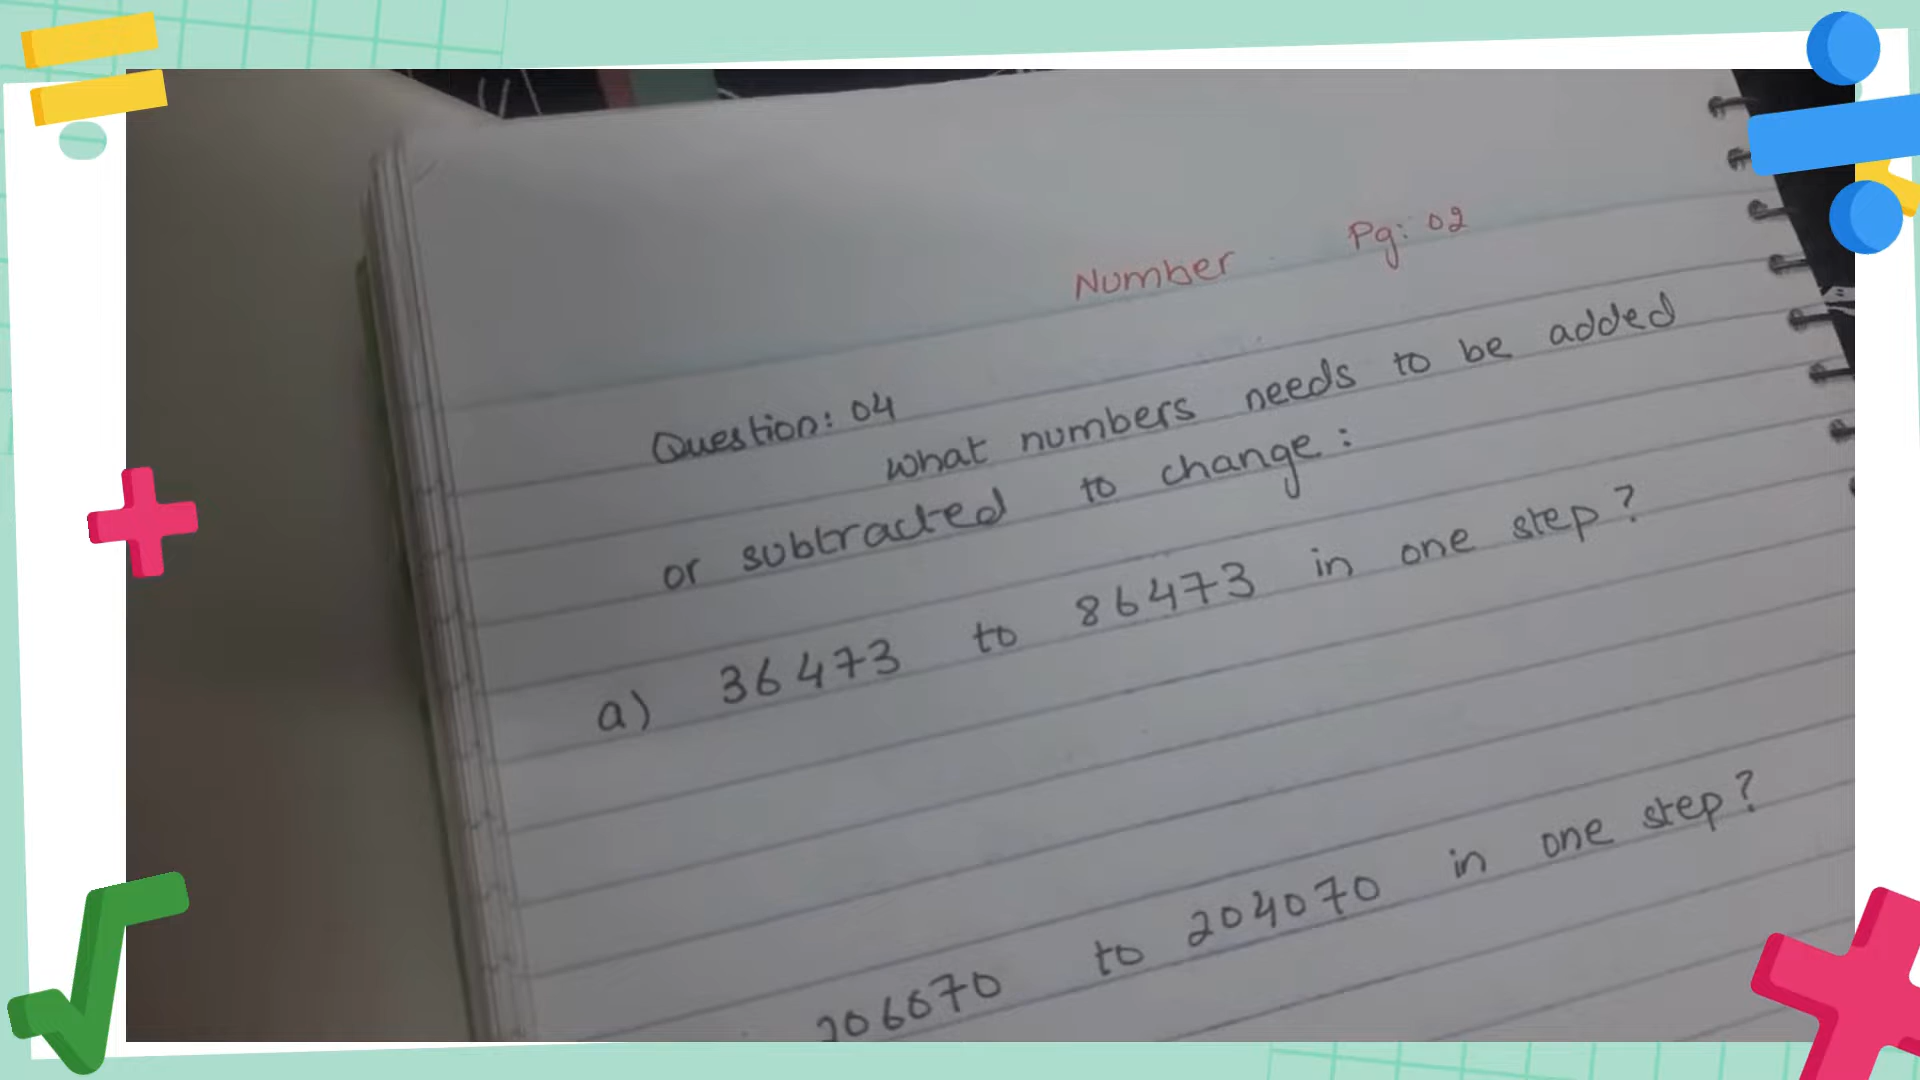 Number Pg: 02
Question: 04
what numbers needs to be added
or subtracted to change:
a) 36473 to 86473 in one step?
206070 to 204070 in one step?